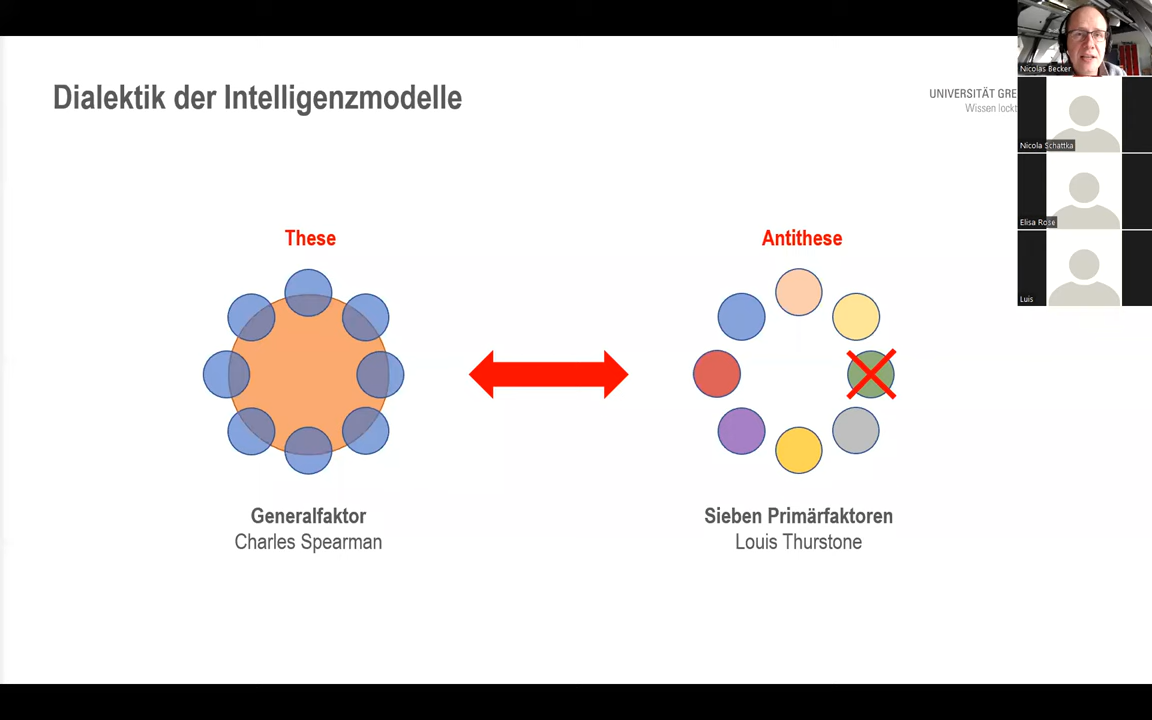 Dialektik der Intelligenzmodelle
UNIVERSITÄT GRE
Wissen lockt
These
Antithese
Generalfaktor
Charles Spearman
Sieben Primärfaktoren
Louis Thurstone
Nicolas Becker
Nicola Schattka
Elisa Rose
Luis